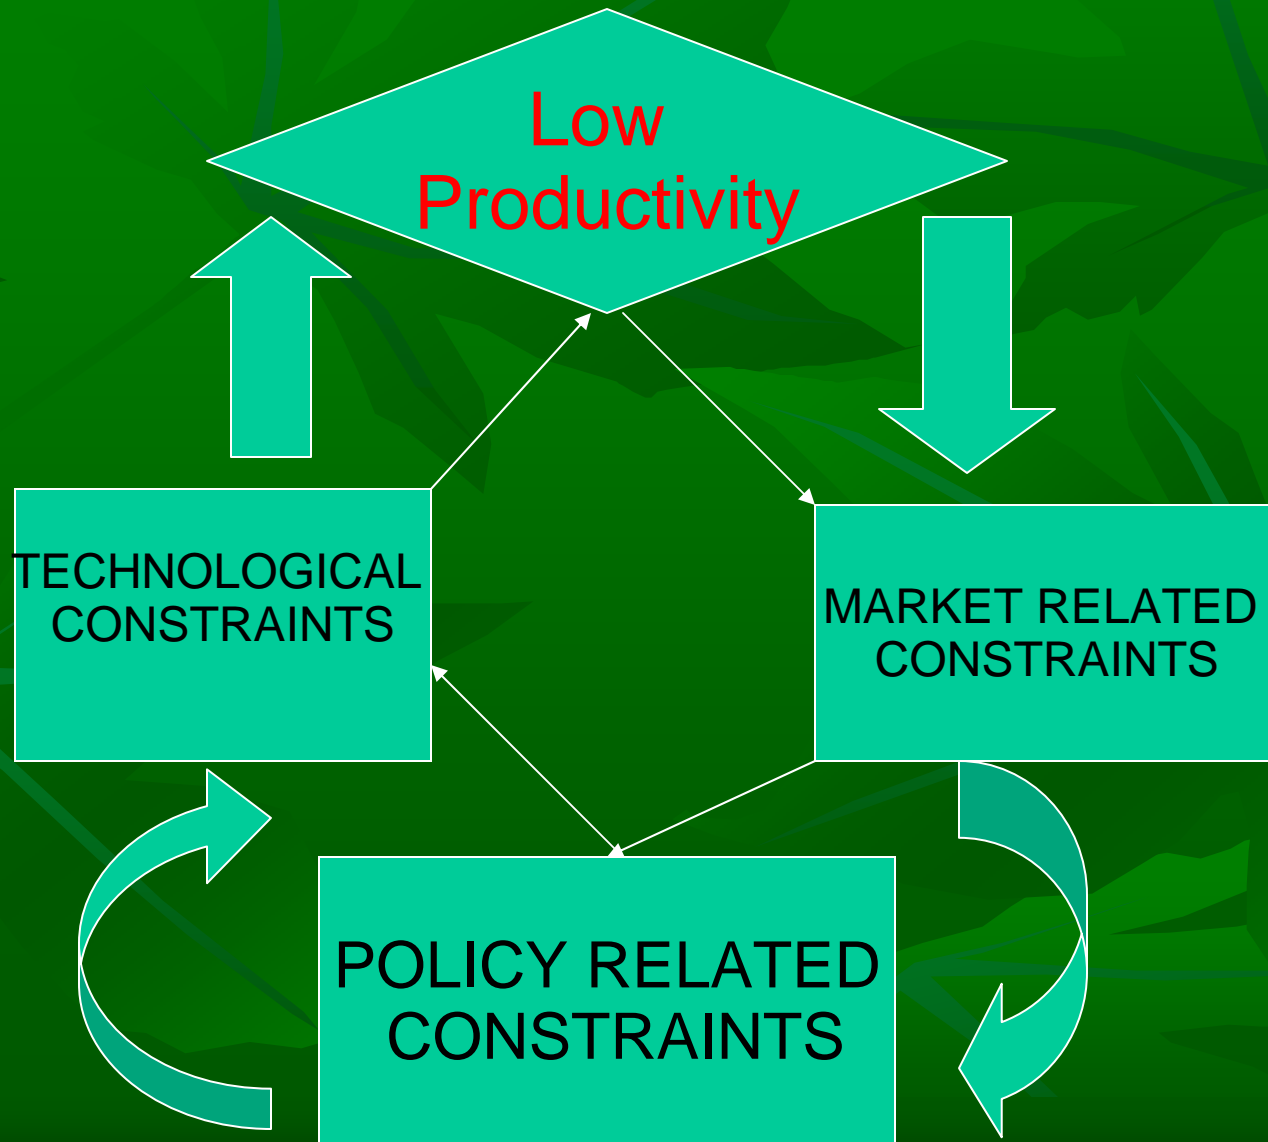 Low
Productivity
TECHNOLOGICAL
CONSTRAINTS
MARKET RELATED
CONSTRAINTS
POLICY RELATED
CONSTRAINTS